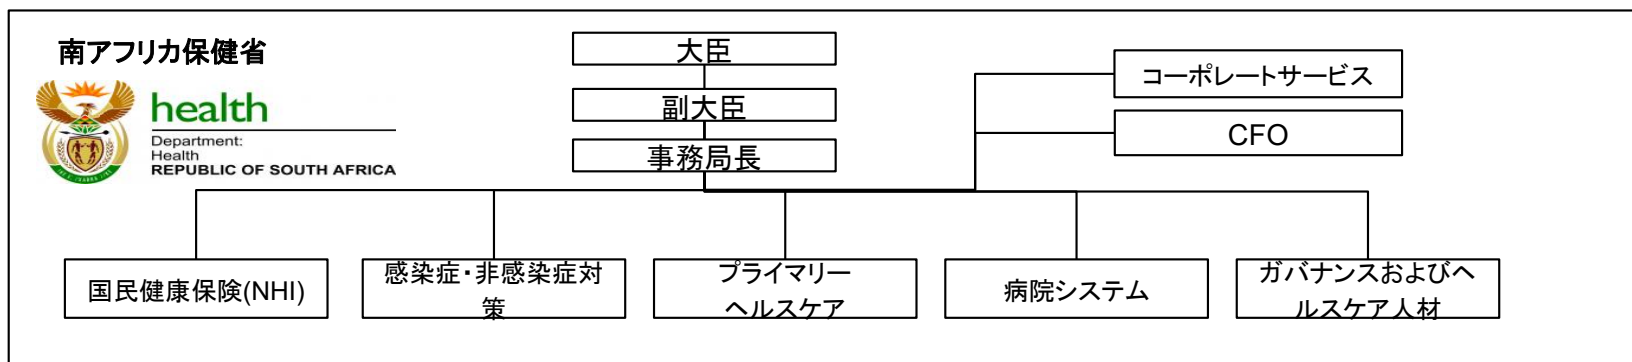 南アフリカ保健省
health
Department:
Health
REPUBLIC OF SOUTH AFRICA
大臣
副大臣
事務局長
コーポレートサービス
CFO
国民健康保険(NHI)
感染症・非感染症対
策
プライマリー
ヘルスケア
病院システム
ガバナンスおよびヘ
ルスケア人材